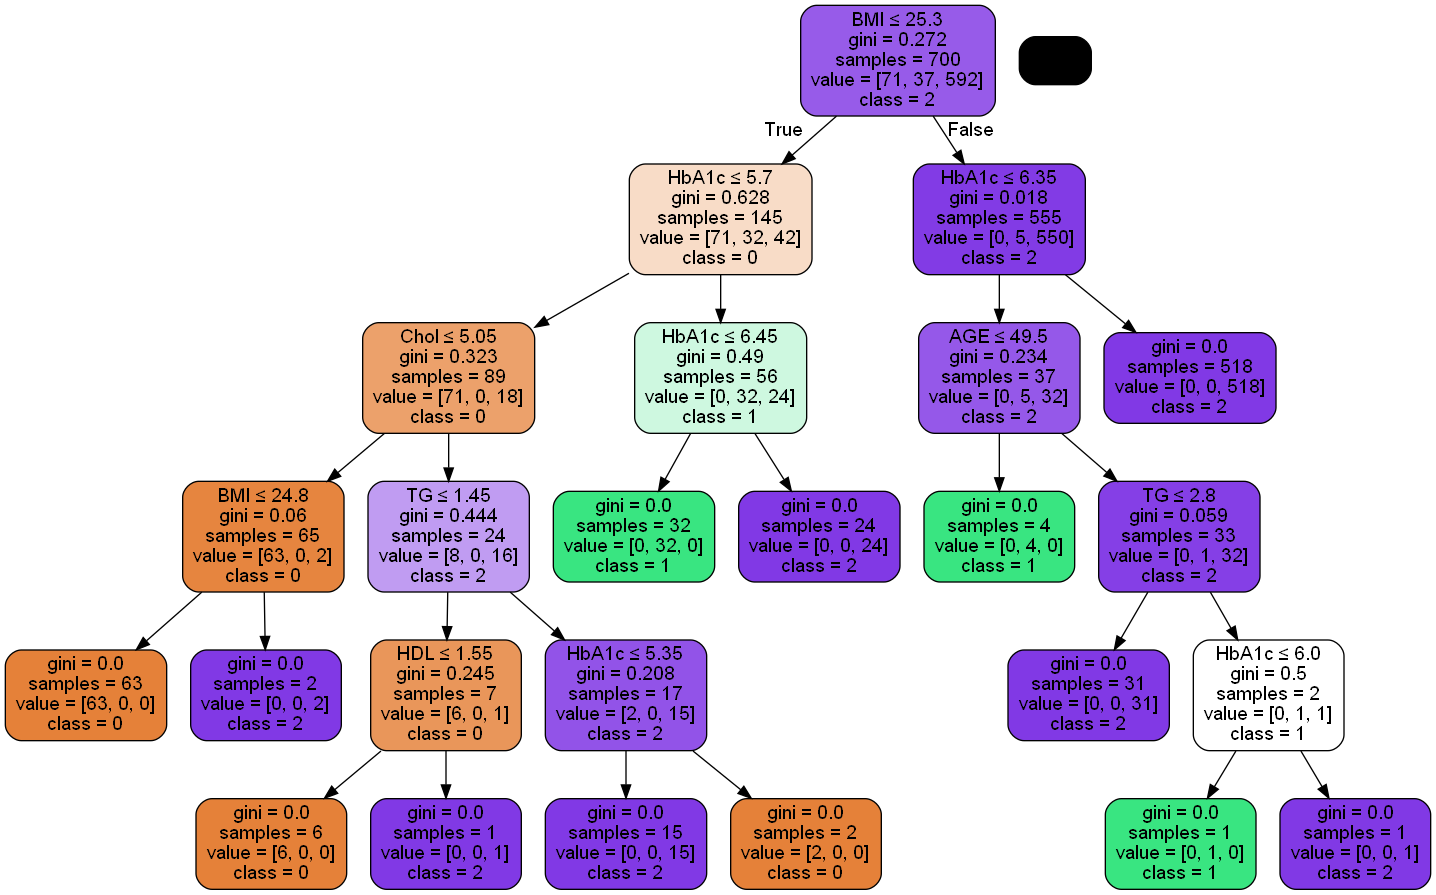 BMI ≤ 25.3
gini = 0.272
samples = 700
value = [71, 37, 592]
class = 2
True
False
HbA1c ≤ 5.7
gini = 0.628
samples = 145
value = [71, 32, 42]
class = 0
HbA1c ≤ 6.35
gini = 0.018
samples = 555
value = [0, 5, 550]
class = 2
Chol ≤ 5.05
gini = 0.323
samples = 89
value = [71, 0, 18]
class = 0
HbA1c ≤ 6.45
gini = 0.49
samples = 56
value = [0, 32, 24]
class = 1
AGE ≤ 49.5
gini = 0.234
samples = 37
value = [0, 5, 32]
class = 2
gini = 0.0
samples = 518
value = [0, 0, 518]
class = 2
BMI ≤ 24.8
gini = 0.06
samples = 65
value = [63, 0, 2]
class = 0
TG ≤ 1.45
gini = 0.444
samples = 24
value = [8, 0, 16]
class = 2
gini = 0.0
samples = 32
value = [0, 32, 0]
class = 1
gini = 0.0
samples = 24
value = [0, 0, 24]
class = 2
gini = 0.0
samples = 4
value = [0, 4, 0]
class = 1
TG ≤ 2.8
gini = 0.059
samples = 33
value = [0, 1, 32]
class = 2
gini = 0.0
samples = 63
value = [63, 0, 0]
class = 0
gini = 0.0
samples = 2
value = [0, 0, 2]
class = 2
HDL ≤ 1.55
gini = 0.245
samples = 7
value = [6, 0, 1]
class = 0
HbA1c ≤ 5.35
gini = 0.208
samples = 17
value = [2, 0, 15]
class = 2
gini = 0.0
samples = 31
value = [0, 0, 31]
class = 2
HbA1c ≤ 6.0
gini = 0.5
samples = 2
value = [0, 1, 1]
class = 1
gini = 0.0
samples = 6
value = [6, 0, 0]
class = 0
gini = 0.0
samples = 1
value = [0, 0, 1]
class = 2
gini = 0.0
samples = 15
value = [0, 0, 15]
class = 2
gini = 0.0
samples = 2
value = [2, 0, 0]
class = 0
gini = 0.0
samples = 1
value = [0, 1, 0]
class = 1
gini = 0.0
samples = 1
value = [0, 0, 1]
class = 2